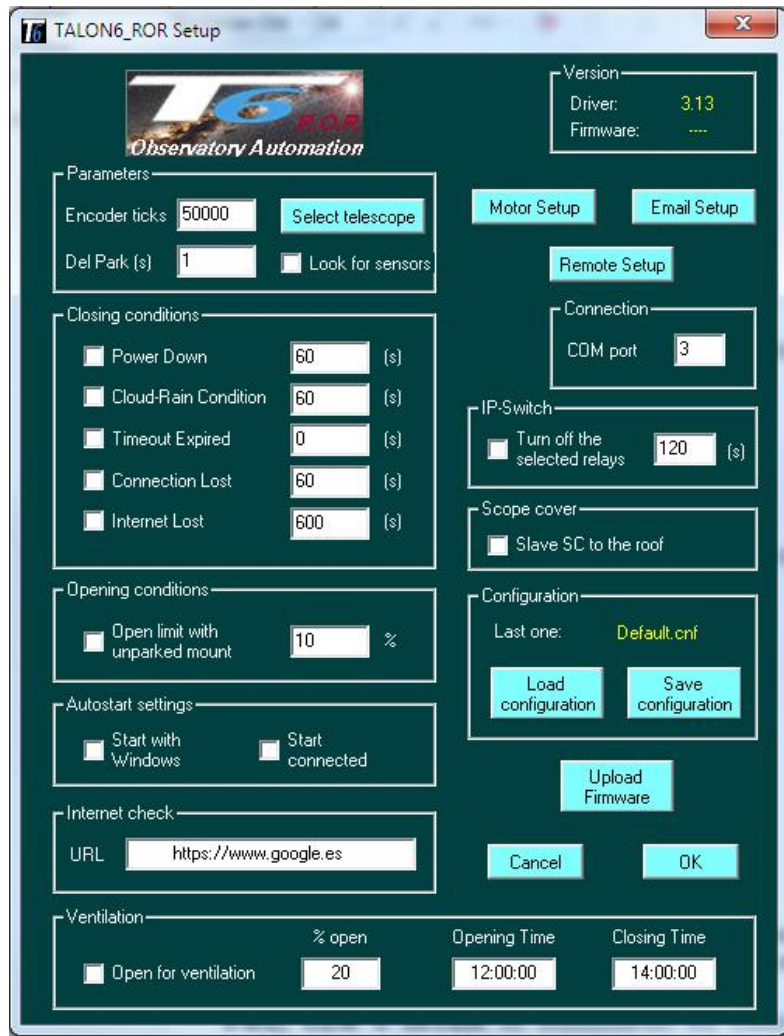 TALON6_ROR Setup
T6
R.O.R.
Observatory Automation
Version
Driver: 3.13
Firmware: ----
Parameters
Encoder ticks 50000 Select telescope
Del Park (s) 1 Look for sensors
Motor Setup Email Setup
Remote Setup
Closing conditions
Power Down 60 (s)
Cloud-Rain Condition 60 (s)
Timeout Expired 0 (s)
Connection Lost 60 (s)
Internet Lost 600 (s)
Connection
COM port 3
IP-Switch
Turn off the
selected relays 120 (s)
Scope cover
Slave SC to the roof
Opening conditions
Open limit with
unparked mount 10 %
Configuration
Last one: Default.cnf
Load
configuration
Save
configuration
Autostart settings
Start with
Windows
Start
connected
Upload
Firmware
Internet check
URL https://www.google.es
Cancel OK
Ventilation
% open Opening Time Closing Time
Open for ventilation 20 12:00:00 14:00:00